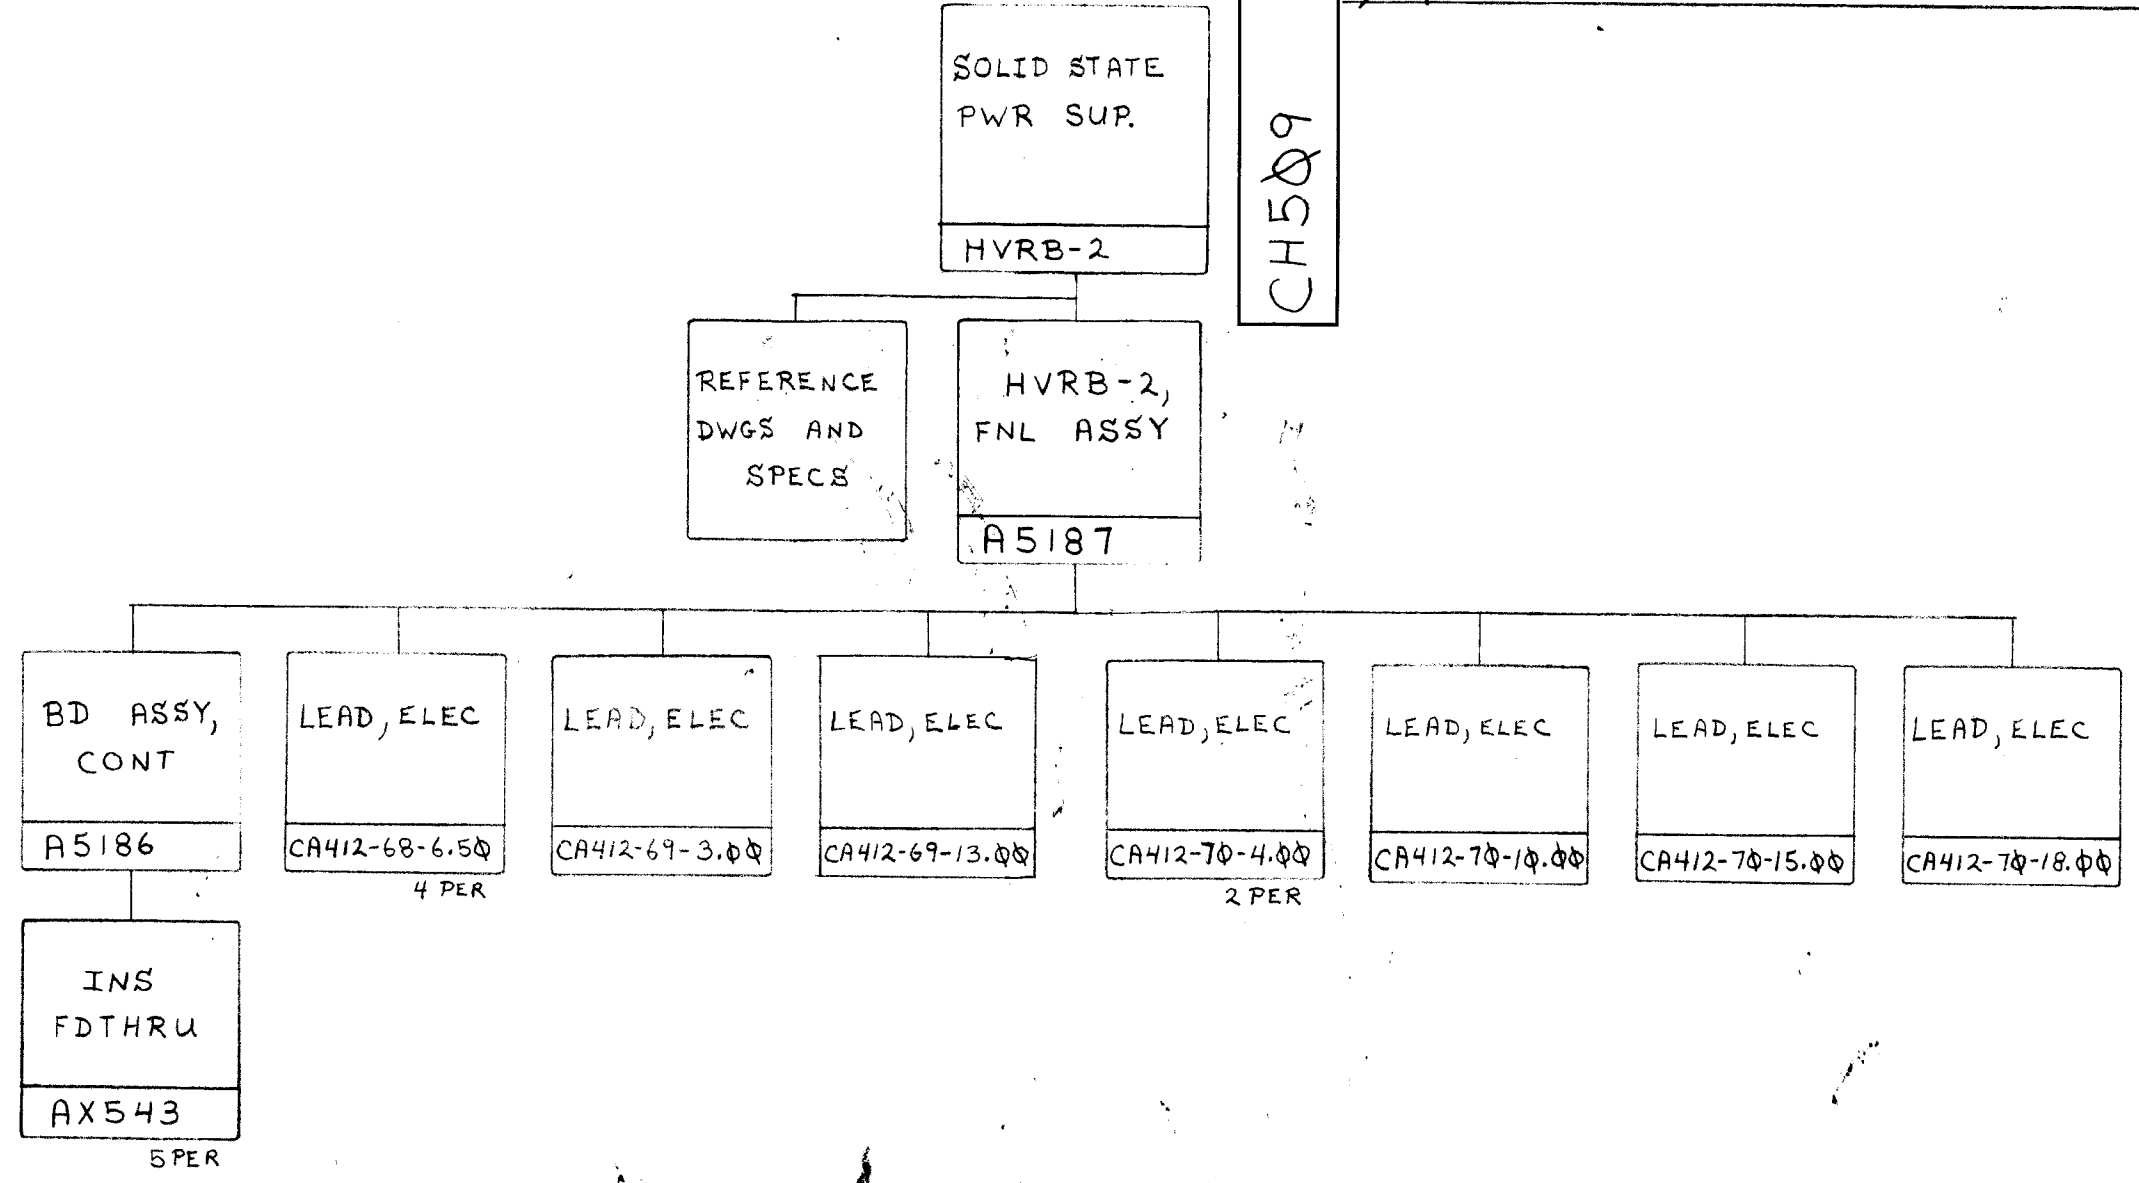 SOLID STATE
PWR SUP.
HVRB-2
CH5Ø9
REFERENCE
DWGS AND
SPECS
HVRB-2,
FNL ASSY
A5187
BD ASSY,
CONT
A5186
LEAD, ELEC
CA412-68-6.5Ø
4 PER
LEAD, ELEC
CA412-69-3.ØØ
LEAD, ELEC
CA412-69-13.ØØ
LEAD, ELEC
CA412-7Ø-4.ØØ
2 PER
LEAD, ELEC
CA412-7Ø-1Ø.ØØ
LEAD, ELEC
CA412-7Ø-15.ØØ
LEAD, ELEC
CA412-7Ø-18.ØØ
INS
FDTHRU
AX543
5 PER